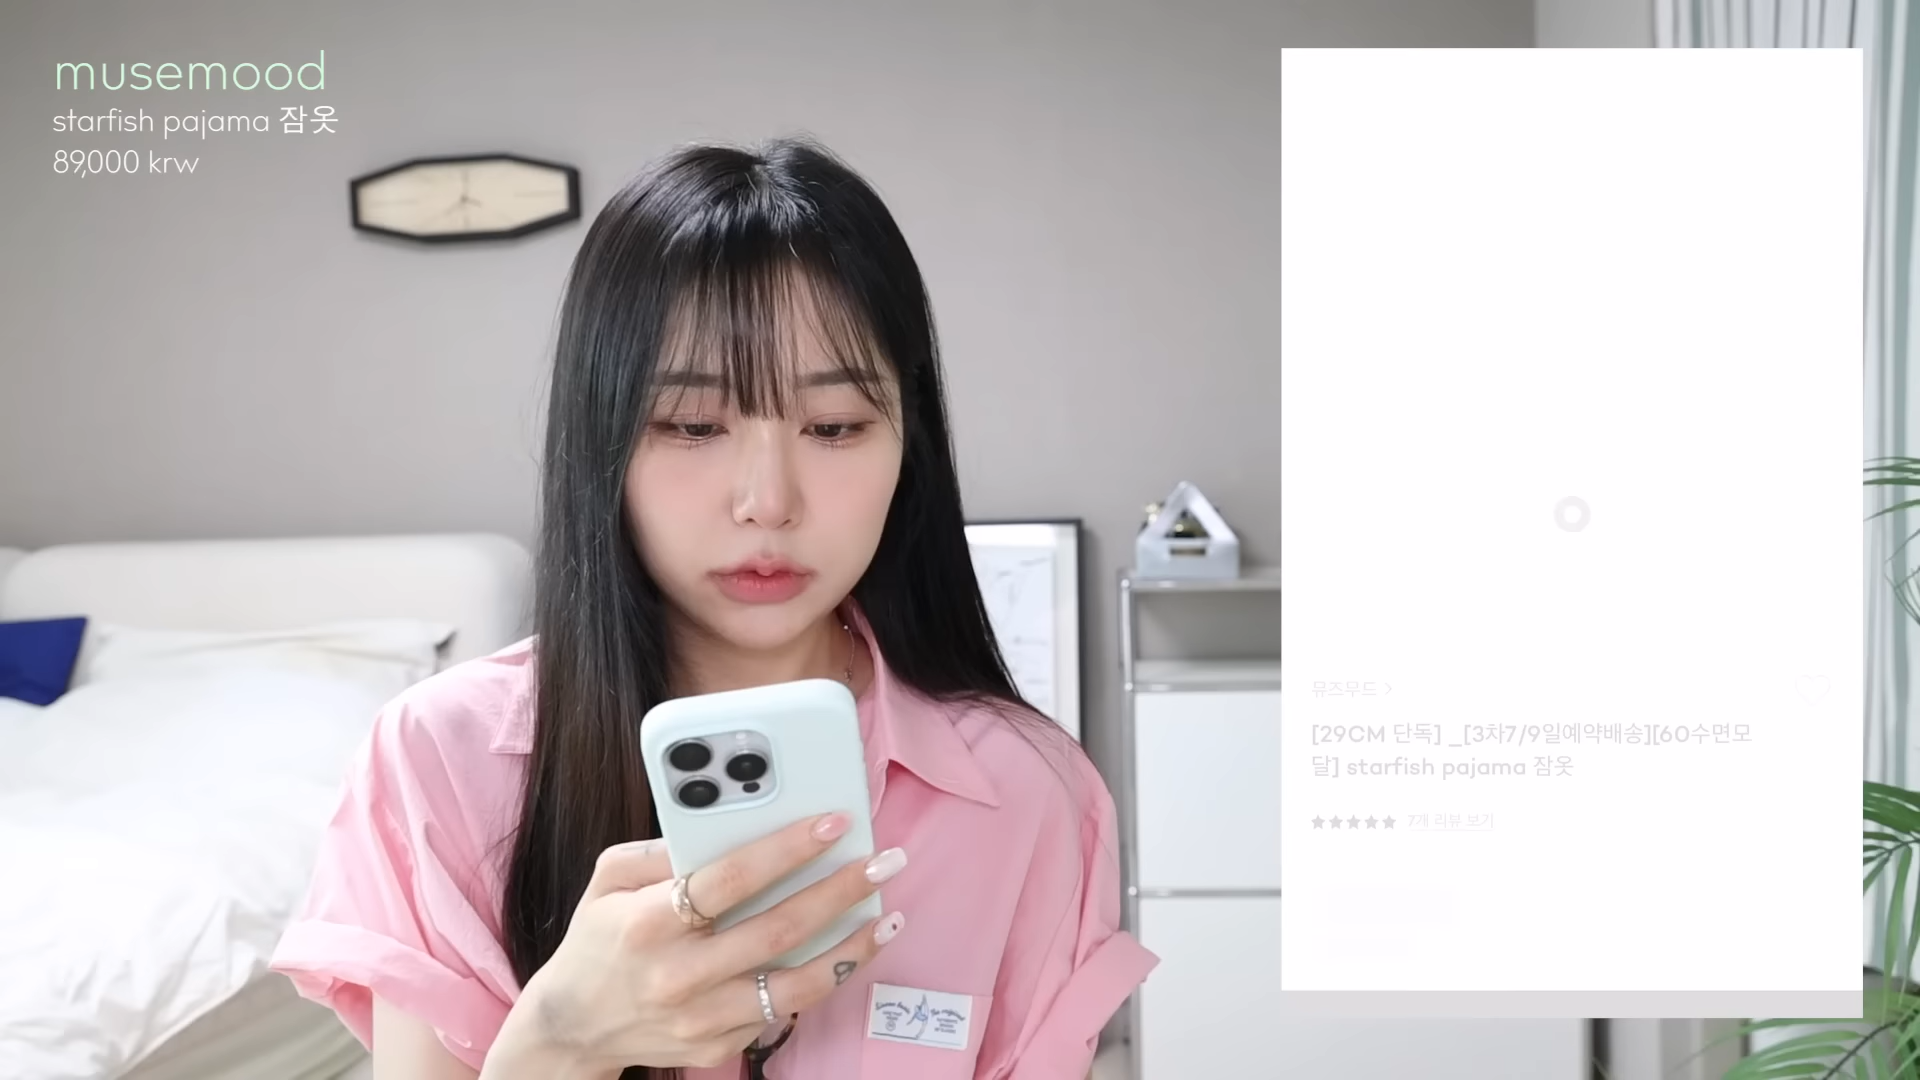 musemood
starfish pajama 잠옷
89,000 krw
뮤즈무드 >
[29CM 단독] _[3차7/9일예약배송][60수면모
달] starfish pajama 잠옷
★★★★★ 7개 리뷰 보기